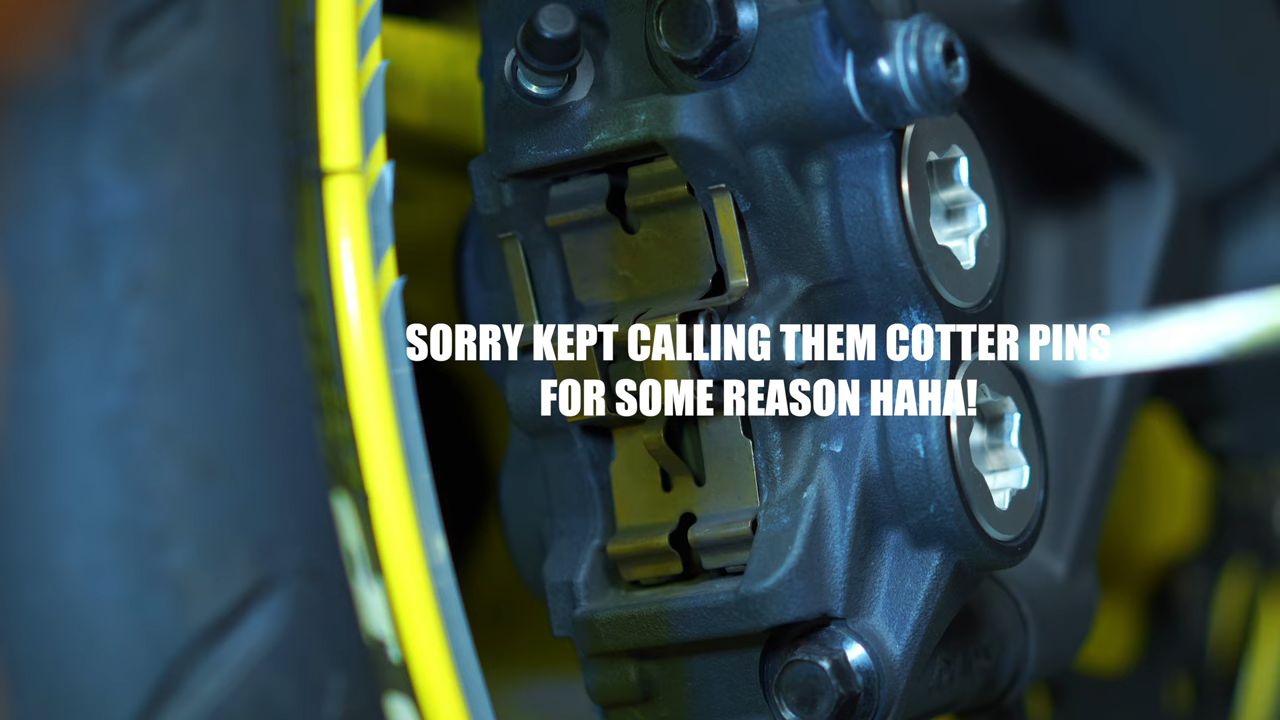 SORRY KEPT CALLING THEM COTTER PINS
FOR SOME REASON HAHA!